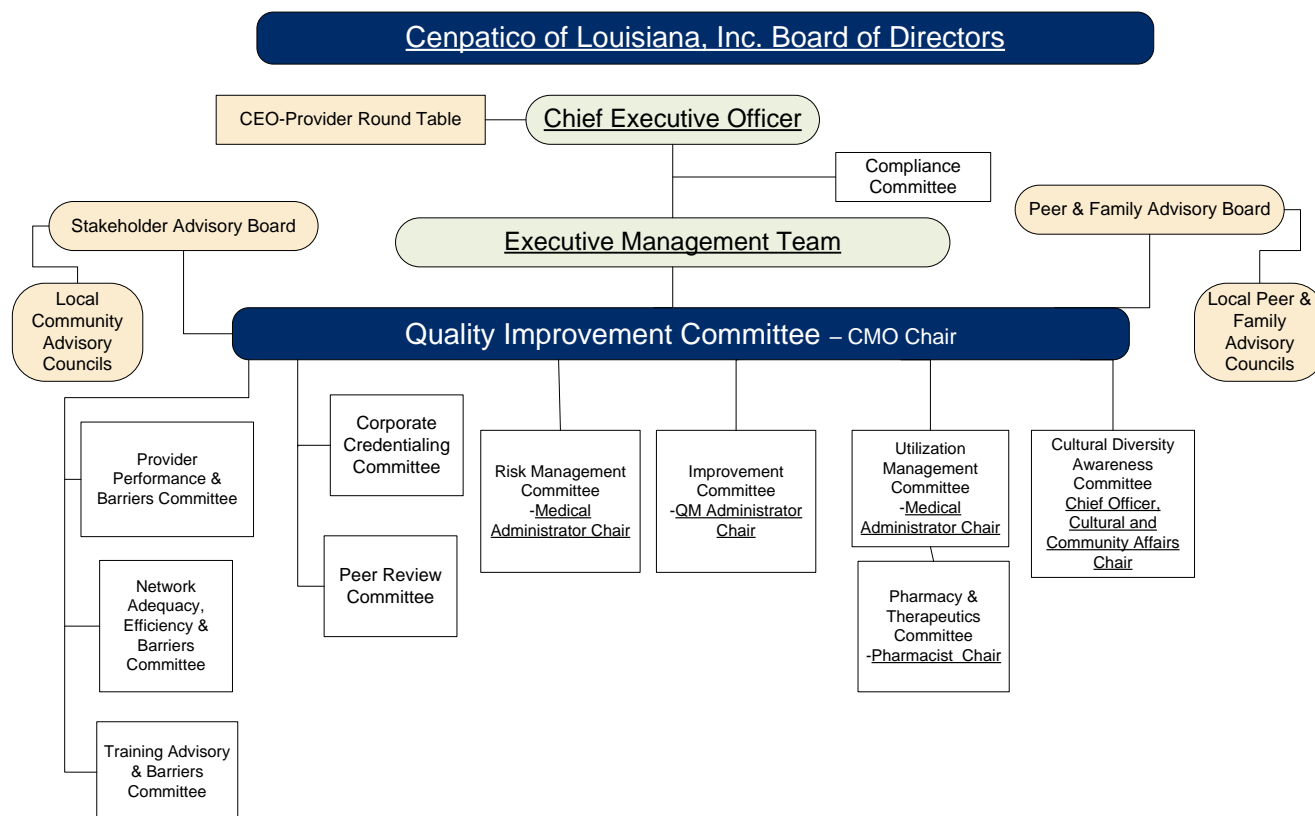 Cenpatico of Louisiana, Inc. Board of Directors
CEO-Provider Round Table
Chief Executive Officer
Compliance
Committee
Stakeholder Advisory Board
Peer & Family Advisory Board
Executive Management Team
Local
Community
Advisory
Councils
Local Peer &
Family
Advisory
Councils
Quality Improvement Committee – CMO Chair
Provider
Performance &
Barriers Committee
Corporate
Credentialing
Committee
Risk Management
Committee
-Medical
Administrator Chair
Improvement
Committee
-QM Administrator
Chair
Utilization
Management
Committee
-Medical
Administrator Chair
Cultural Diversity
Awareness
Committee
Chief Officer,
Cultural and
Community Affairs
Chair
Network
Adequacy,
Efficiency &
Barriers
Committee
Peer Review
Committee
Pharmacy &
Therapeutics
Committee
-Pharmacist Chair
Training Advisory
& Barriers
Committee